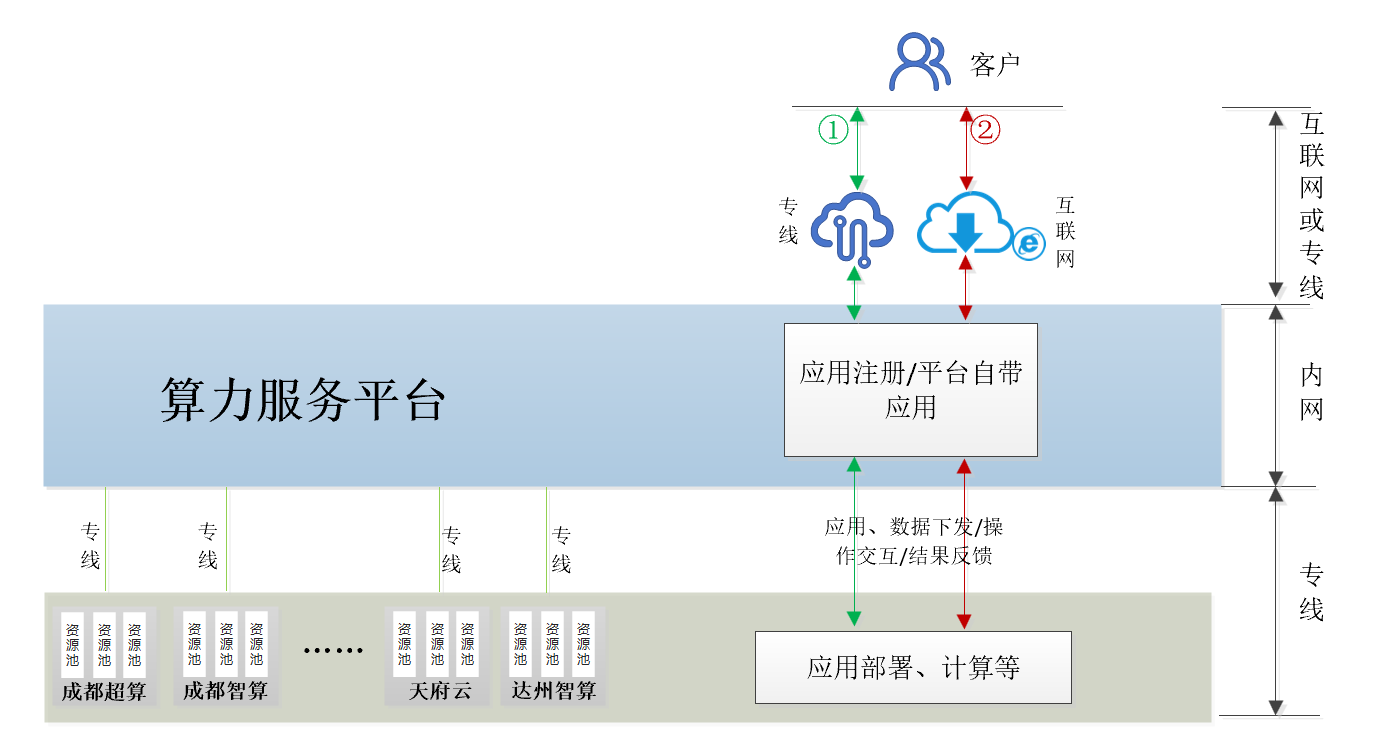 客户
①
②
专线
互联网
互联网或专线
算力服务平台
应用注册/平台自带
应用
内网
专线
专线
专线
专线
应用、数据下发/操
作交互/结果反馈
专线
资源池
资源池
资源池
成都超算
资源池
资源池
资源池
成都智算
……
资源池
资源池
资源池
天府云
资源池
资源池
资源池
达州智算
应用部署、计算等